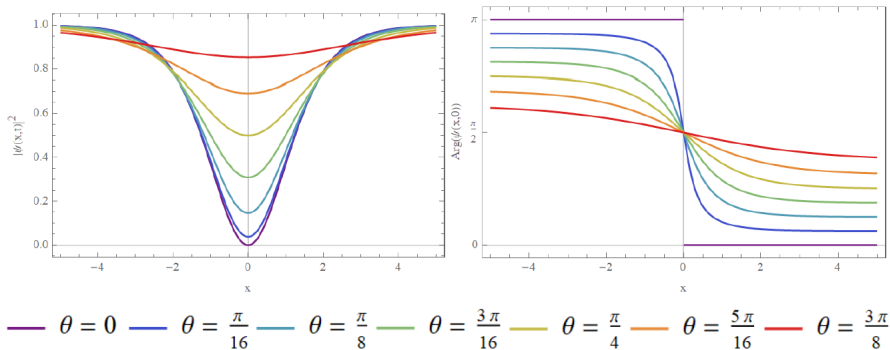 1.0
0.8
0.6
0.4
0.2
0.0
|ψ(x,t)|²
-4 -2 0 2 4
x
π
π/2
0
Arg(ψ(x,0))
-4 -2 0 2 4
x
θ = 0 θ = π/16 θ = π/8 θ = 3π/16 θ = π/4 θ = 5π/16 θ = 3π/8